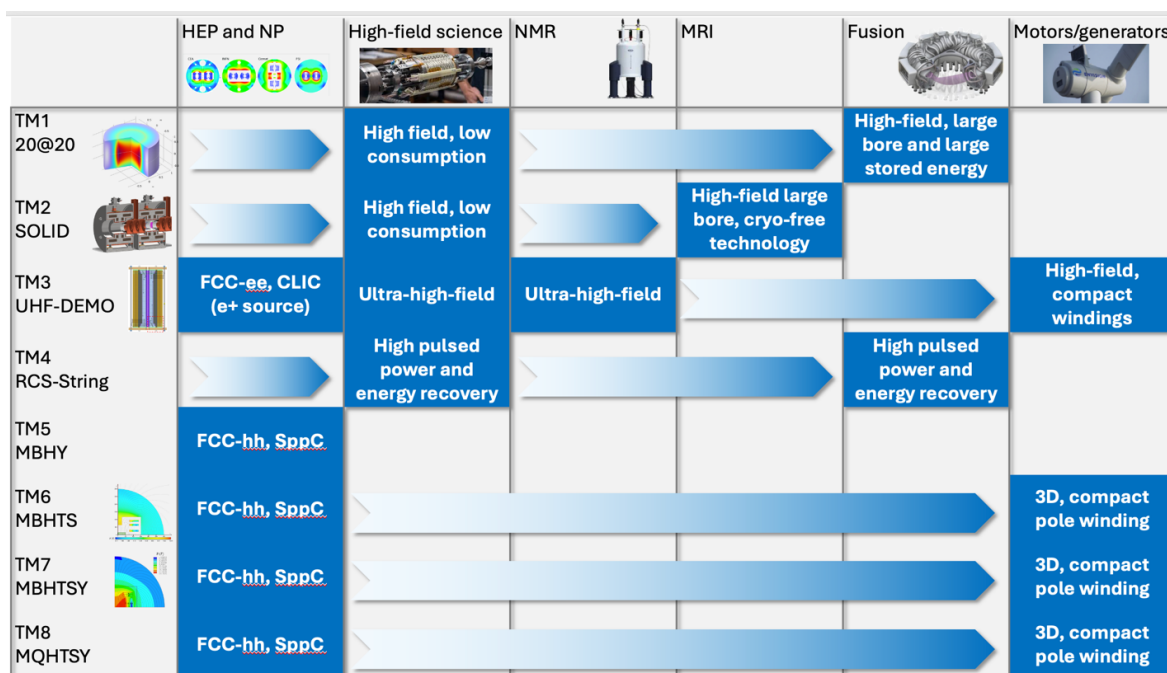 HEP and NP
High-field science
NMR
MRI
Fusion
Motors/generators
TM1
20@20
High field, low
consumption
High-field, large
bore and large
stored energy
TM2
SOLID
High field, low
consumption
High-field large
bore, cryo-free
technology
TM3
UHF-DEMO
FCC-ee, CLIC
(e+ source)
Ultra-high-field
Ultra-high-field
High-field,
compact
windings
TM4
RCS-String
High pulsed
power and
energy recovery
High pulsed
power and
energy recovery
TM5
MBHY
FCC-hh, SppC
TM6
MBHTS
FCC-hh, SppC
3D, compact
pole winding
TM7
MBHTSY
FCC-hh, SppC
3D, compact
pole winding
TM8
MQHTSY
FCC-hh, SppC
3D, compact
pole winding